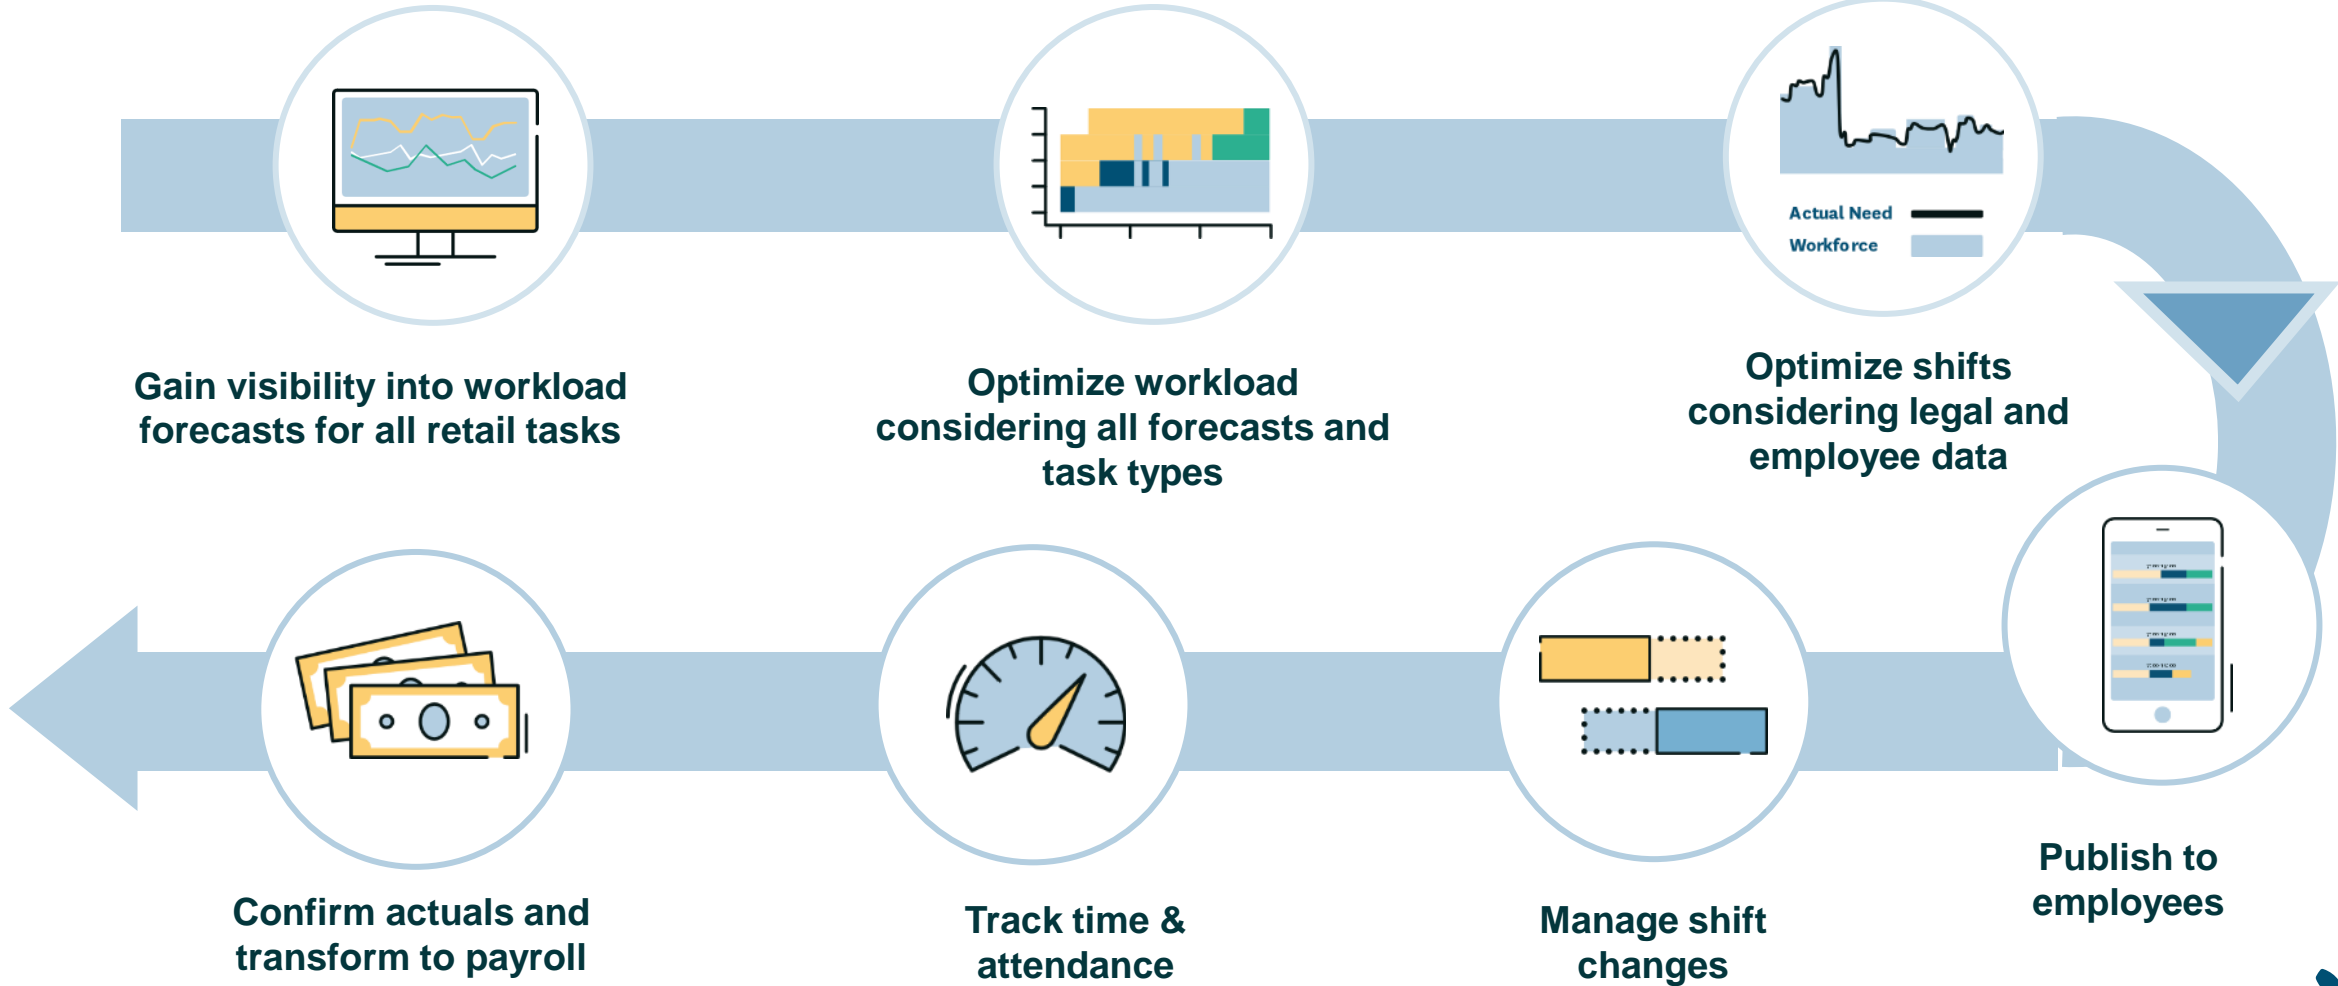 Actual Need
Workforce
Gain visibility into workload
forecasts for all retail tasks
Optimize workload
considering all forecasts and
task types
Optimize shifts
considering legal and
employee data
Publish to
employees
Manage shift
changes
Track time &
attendance
Confirm actuals and
transform to payroll